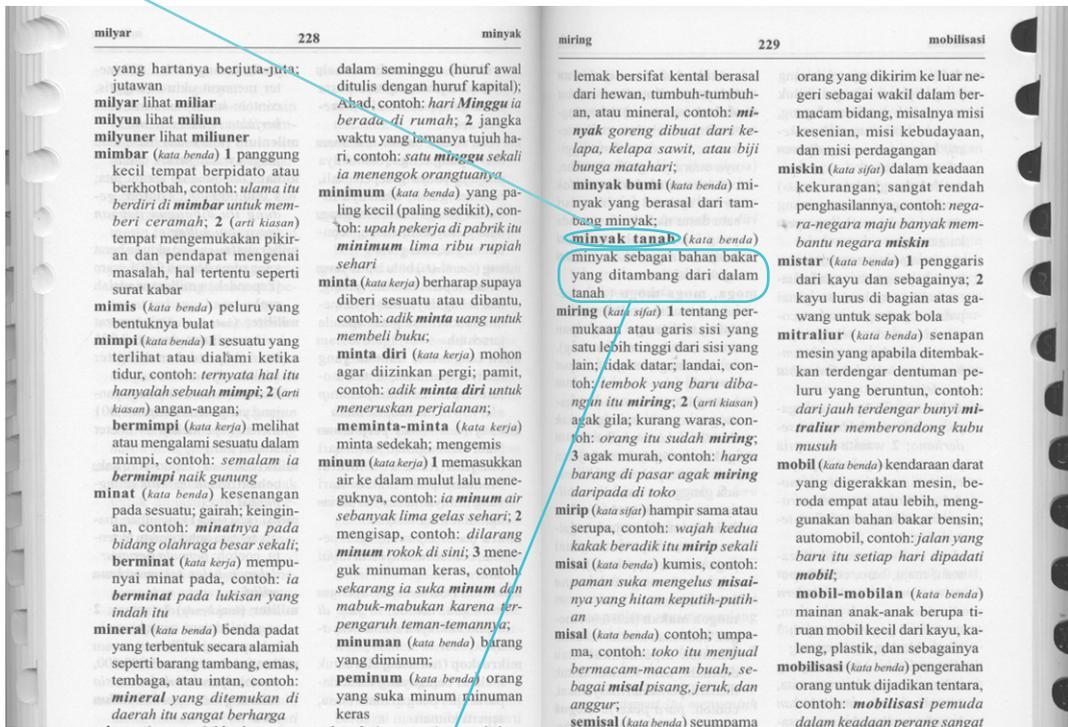 milyar
228
minyak
yang hartanya berjuta-juta;
jutawan
milyar lihat miliar
milyun lihat miliun
milyuner lihat miliuner
mimbar (kata benda) 1 panggung
kecil tempat berpidato atau
berkhotbah, contoh: ulama itu
berdiri di mimbar untuk mem-
beri ceramah; 2 (arti kiasan)
tempat mengemukakan pikir-
an dan pendapat mengenai
masalah, hal tertentu seperti
surat kabar
mimis (kata benda) peluru yang
bentuknya bulat
mimpi (kata benda) 1 sesuatu yang
terlihat atau dialami ketika
tidur, contoh: ternyata hal itu
hanyalah sebuah mimpi; 2 (arti
kiasan) angan-angan;
bermimpi (kata kerja) melihat
atau mengalami sesuatu dalam
mimpi, contoh: semalam ia
bermimpi naik gunung
minat (kata benda) kesenangan
pada sesuatu; gairah; keingin-
an, contoh: minatnya pada
bidang olahraga besar sekali;
berminat (kata kerja) mempu-
nyai minat pada, contoh: ia
berminat pada lukisan yang
indah itu
mineral (kata benda) benda padat
yang terbentuk secara alamiah
seperti barang tambang, emas,
tembaga, atau intan, contoh:
mineral yang ditemukan di
daerah itu sangat berharga
dalam seminggu (huruf awal
ditulis dengan huruf kapital);
Ahad, contoh: hari Minggu ia
berada di rumah; 2 jangka
waktu yang lamanya tujuh ha-
ri, contoh: satu minggu sekali
ia menengok orangtuanya
minimum (kata benda) yang pa-
ling kecil (paling sedikit), con-
toh: upah pekerja di pabrik itu
minimum lima ribu rupiah
sehari
minta (kata kerja) berharap supaya
diberi sesuatu atau dibantu,
contoh: adik minta uang untuk
membeli buku;
minta diri (kata kerja) mohon
agar diizinkan pergi; pamit,
contoh: adik minta diri untuk
meneruskan perjalanan;
meminta-minta (kata kerja)
minta sedekah; mengemis
minum (kata kerja) 1 memasukkan
air ke dalam mulut lalu mene-
guknya, contoh: ia minum air
sebanyak lima gelas sehari; 2
mengisap, contoh: dilarang
minum rokok di sini; 3 mene-
guk minuman keras, contoh:
sekarang ia suka minum dan
mabuk-mabukan karena ter-
pengaruh teman-temannya;
minuman (kata benda) barang
yang diminum;
peminum (kata benda) orang
yang suka minum minuman
keras
miring
229
mobilisasi
lemak bersifat kental berasal
dari hewan, tumbuh-tumbuh-
an, atau mineral, contoh: mi-
nyak goreng dibuat dari ke-
lapa, kelapa sawit, atau biji
bunga matahari;
minyak bumi (kata benda) mi-
nyak yang berasal dari tam-
bang minyak;
minyak tanah (kata benda)
minyak sebagai bahan bakar
yang ditambang dari dalam
tanah
miring (kata sifat) 1 tentang per-
mukaan atau garis sisi yang
satu lebih tinggi dari sisi yang
lain; tidak datar; landai, con-
toh: tembok yang baru diba-
ngun itu miring; 2 (arti kiasan)
agak gila; kurang waras, con-
toh: orang itu sudah miring;
3 agak murah, contoh: harga
barang di pasar agak miring
daripada di toko
mirip (kata sifat) hampir sama atau
serupa, contoh: wajah kedua
kakak beradik itu mirip sekali
misai (kata benda) kumis, contoh:
paman suka mengelus misai-
nya yang hitam keputih-putih-
an
misal (kata benda) contoh; umpa-
ma, contoh: toko itu menjual
bermacam-macam buah, se-
bagai misal pisang, jeruk, dan
anggur;
semisal (kata benda) seumpama
orang yang dikirim ke luar ne-
geri sebagai wakil dalam ber-
macam bidang, misalnya misi
kesenian, misi kebudayaan,
dan misi perdagangan
miskin (kata sifat) dalam keadaan
kekurangan; sangat rendah
penghasilannya, contoh: nega-
ra-negara maju banyak mem-
bantu negara miskin
mistar (kata benda) 1 penggaris
dari kayu dan sebagainya; 2
kayu lurus di bagian atas ga-
wang untuk sepak bola
mitraliur (kata benda) senapan
mesin yang apabila ditembak-
kan terdengar dentuman pe-
luru yang beruntun, contoh:
dari jauh terdengar bunyi mi-
traliur memberondong kubu
musuh
mobil (kata benda) kendaraan darat
yang digerakkan mesin, be-
roda empat atau lebih, meng-
gunakan bahan bakar bensin;
automobil, contoh: jalan yang
baru itu setiap hari dipadati
mobil;
mobil-mobilan (kata benda)
mainan anak-anak berupa ti-
ruan mobil kecil dari kayu, ka-
leng, plastik, dan sebagainya
mobilisasi (kata benda) pengerahan
orang untuk dijadikan tentara,
contoh: mobilisasi pemuda
dalam keadaan perang sangat